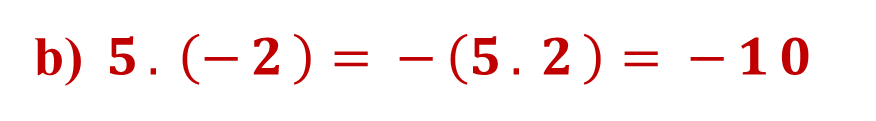 b) 5 . (− 2 ) = − (5 . 2 ) = − 1 0